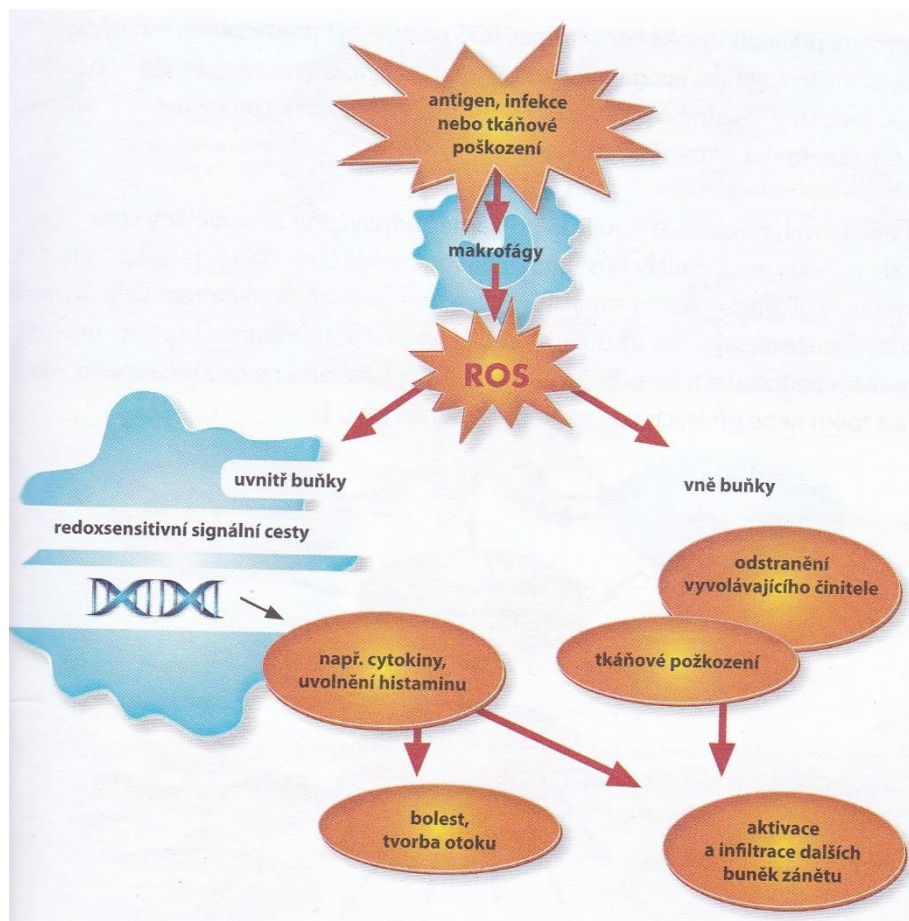 antigen, infekce
nebo tkáňové
poškození
makrofágy
ROS
uvnitř buňky
vně buňky
redoxsensitivní signální cesty
odstranění
vyvolávajícího činitele
např. cytokiny,
uvolnění histaminu
tkáňové požkození
bolest,
tvorba otoku
aktivace
a infiltrace dalších
buněk zánětu